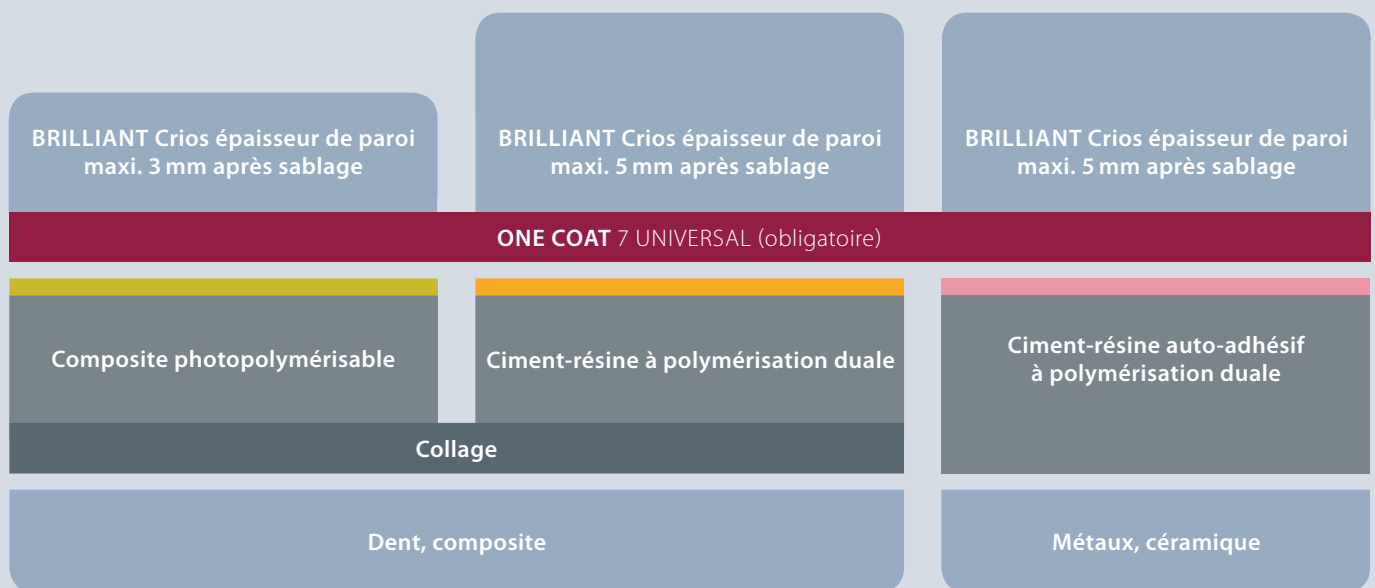 BRILLIANT Crios épaisseur de paroi
maxi. 3 mm après sablage
BRILLIANT Crios épaisseur de paroi
maxi. 5 mm après sablage
BRILLIANT Crios épaisseur de paroi
maxi. 5 mm après sablage
ONE COAT 7 UNIVERSAL (obligatoire)
Composite photopolymérisable
Ciment-résine à polymérisation duale
Ciment-résine auto-adhésif
à polymérisation duale
Collage
Dent, composite
Métaux, céramique